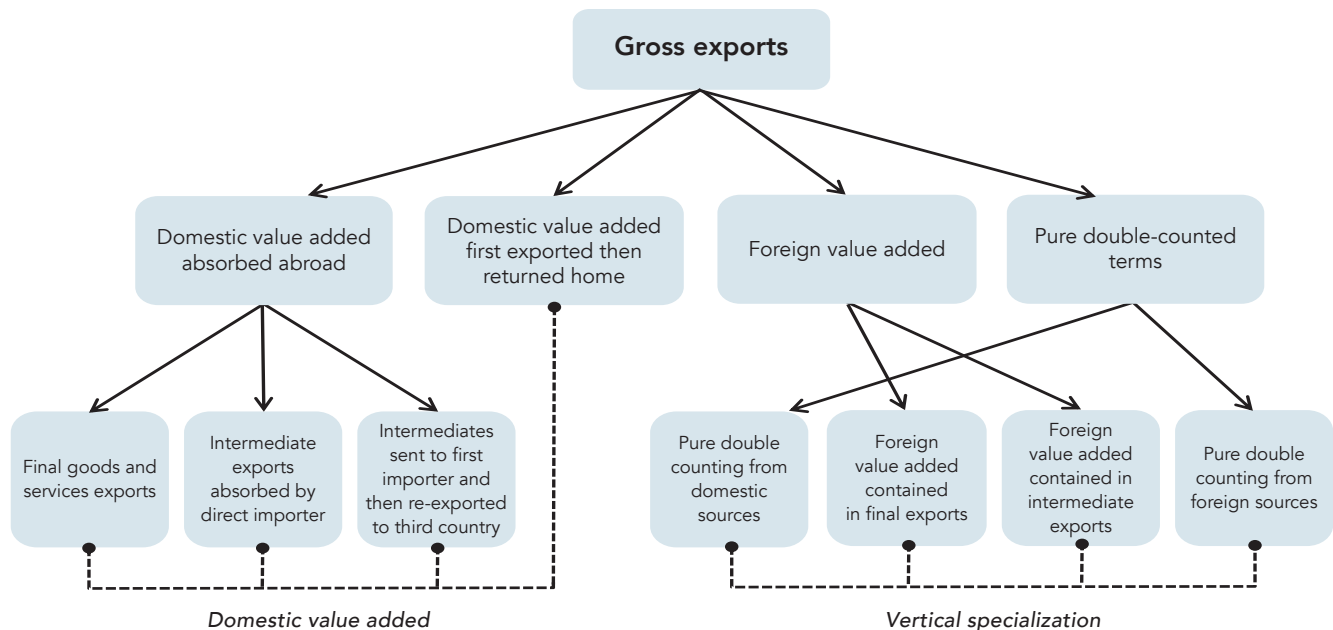 Gross exports
Domestic value added
absorbed abroad
Domestic value added
first exported then
returned home
Foreign value added
Pure double-counted
terms
Final goods and
services exports
Intermediate
exports
absorbed by
direct importer
Intermediates
sent to first
importer and
then re-exported
to third country
Pure double
counting from
domestic
sources
Foreign
value added
contained
in final exports
Foreign
value added
contained in
intermediate
exports
Pure double
counting from
foreign sources
Domestic value added
Vertical specialization